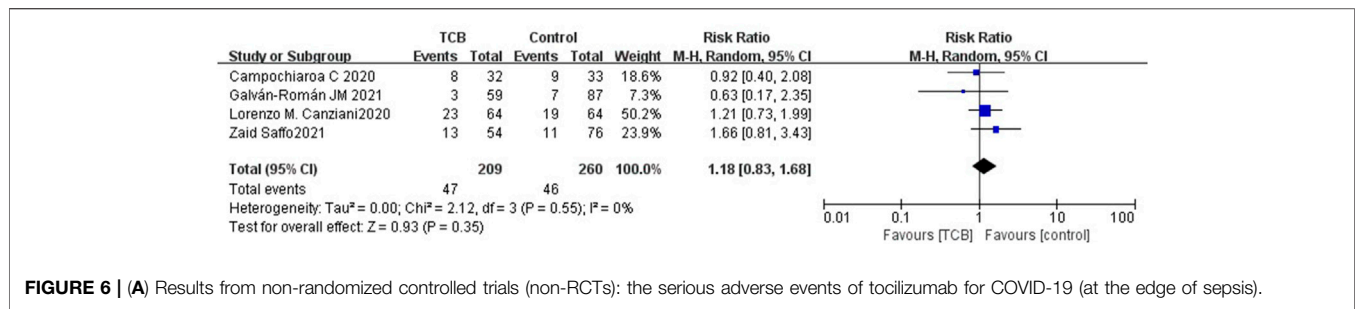 TCB Control Risk Ratio Risk Ratio
Study or Subgroup Events Total Events Total Weight M-H, Random, 95% CI M-H, Random, 95% CI
Campochiaroa C 2020 8 32 9 33 18.6% 0.92 [0.40, 2.08]
Galván-Román JM 2021 3 59 7 87 7.3% 0.63 [0.17, 2.35]
Lorenzo M. Canziani2020 23 64 19 64 50.2% 1.21 [0.73, 1.99]
Zaid Saffo2021 13 54 11 76 23.9% 1.66 [0.81, 3.43]
Total (95% CI) 209 260 100.0% 1.18 [0.83, 1.68]
Total events 47 46
Heterogeneity: Tau² = 0.00; Chi² = 2.12, df = 3 (P = 0.55); I² = 0%
Test for overall effect: Z = 0.93 (P = 0.35)
0.01 0.1 1 10 100
Favours [TCB] Favours [control]
FIGURE 6 | (A) Results from non-randomized controlled trials (non-RCTs): the serious adverse events of tocilizumab for COVID-19 (at the edge of sepsis).